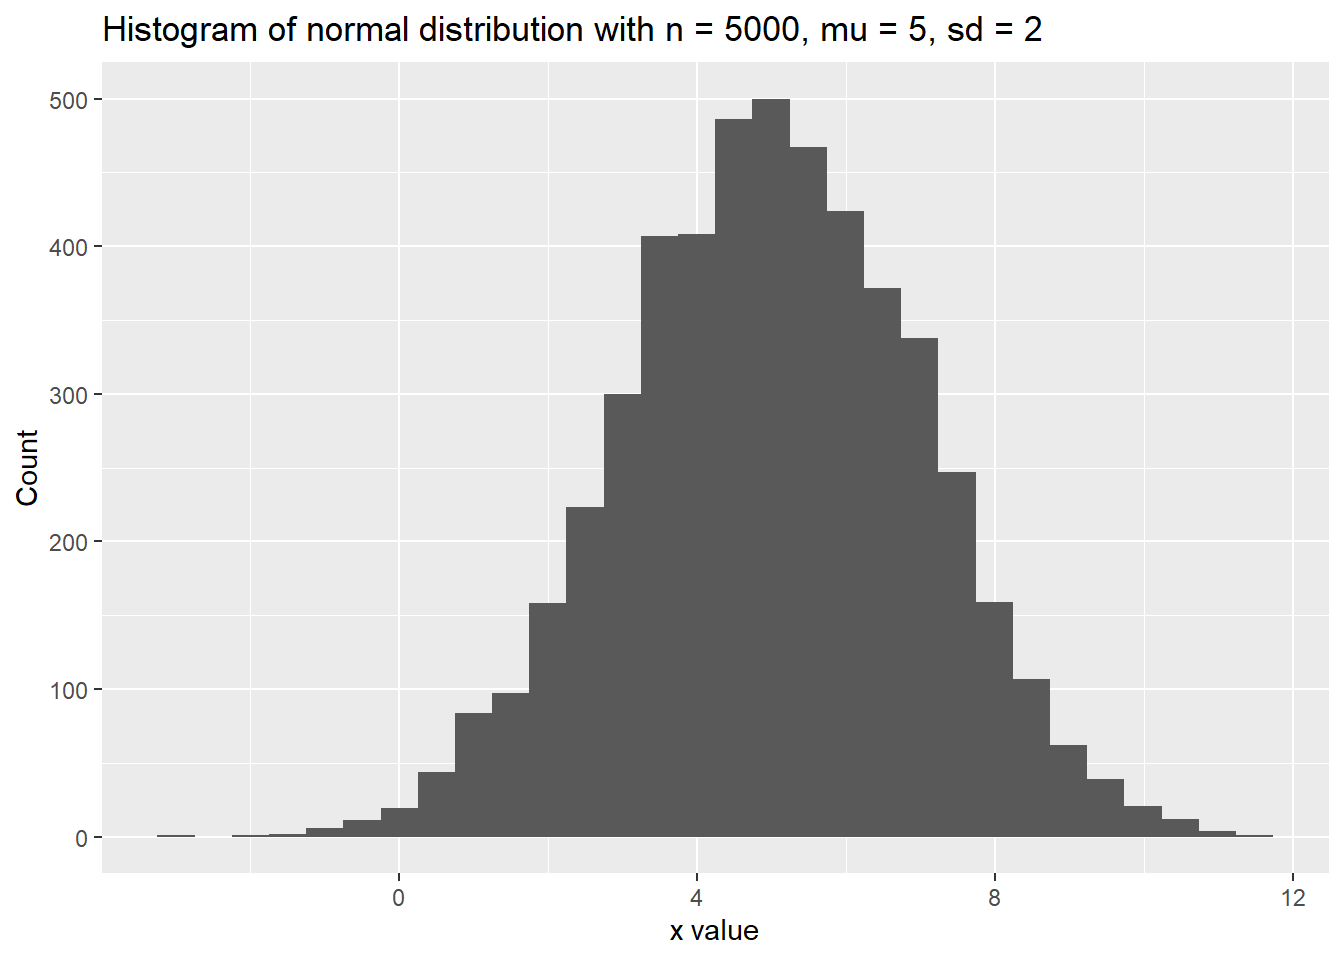 Histogram of normal distribution with n = 5000, mu = 5, sd = 2
500
400
300
200
100
0
Count
0 4 8 12
x value